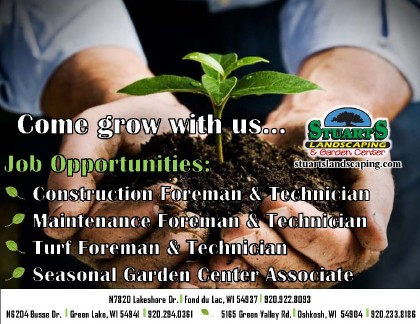 Come grow with us...
STUART'S
LANDSCAPING
& Garden Center
stuartslandscaping.com
Job Opportunities:
Construction Foreman & Technician
Maintenance Foreman & Technician
Turf Foreman & Technician
Seasonal Garden Center Associate
N7820 Lakeshore Dr. | Fond du Lac, WI 54937 | 920.922.8093
N6204 Busse Dr. | Green Lake, WI 54941 | 920.294.0361 | 5165 Green Valley Rd. | Oshkosh, WI 54904 | 920.233.8180